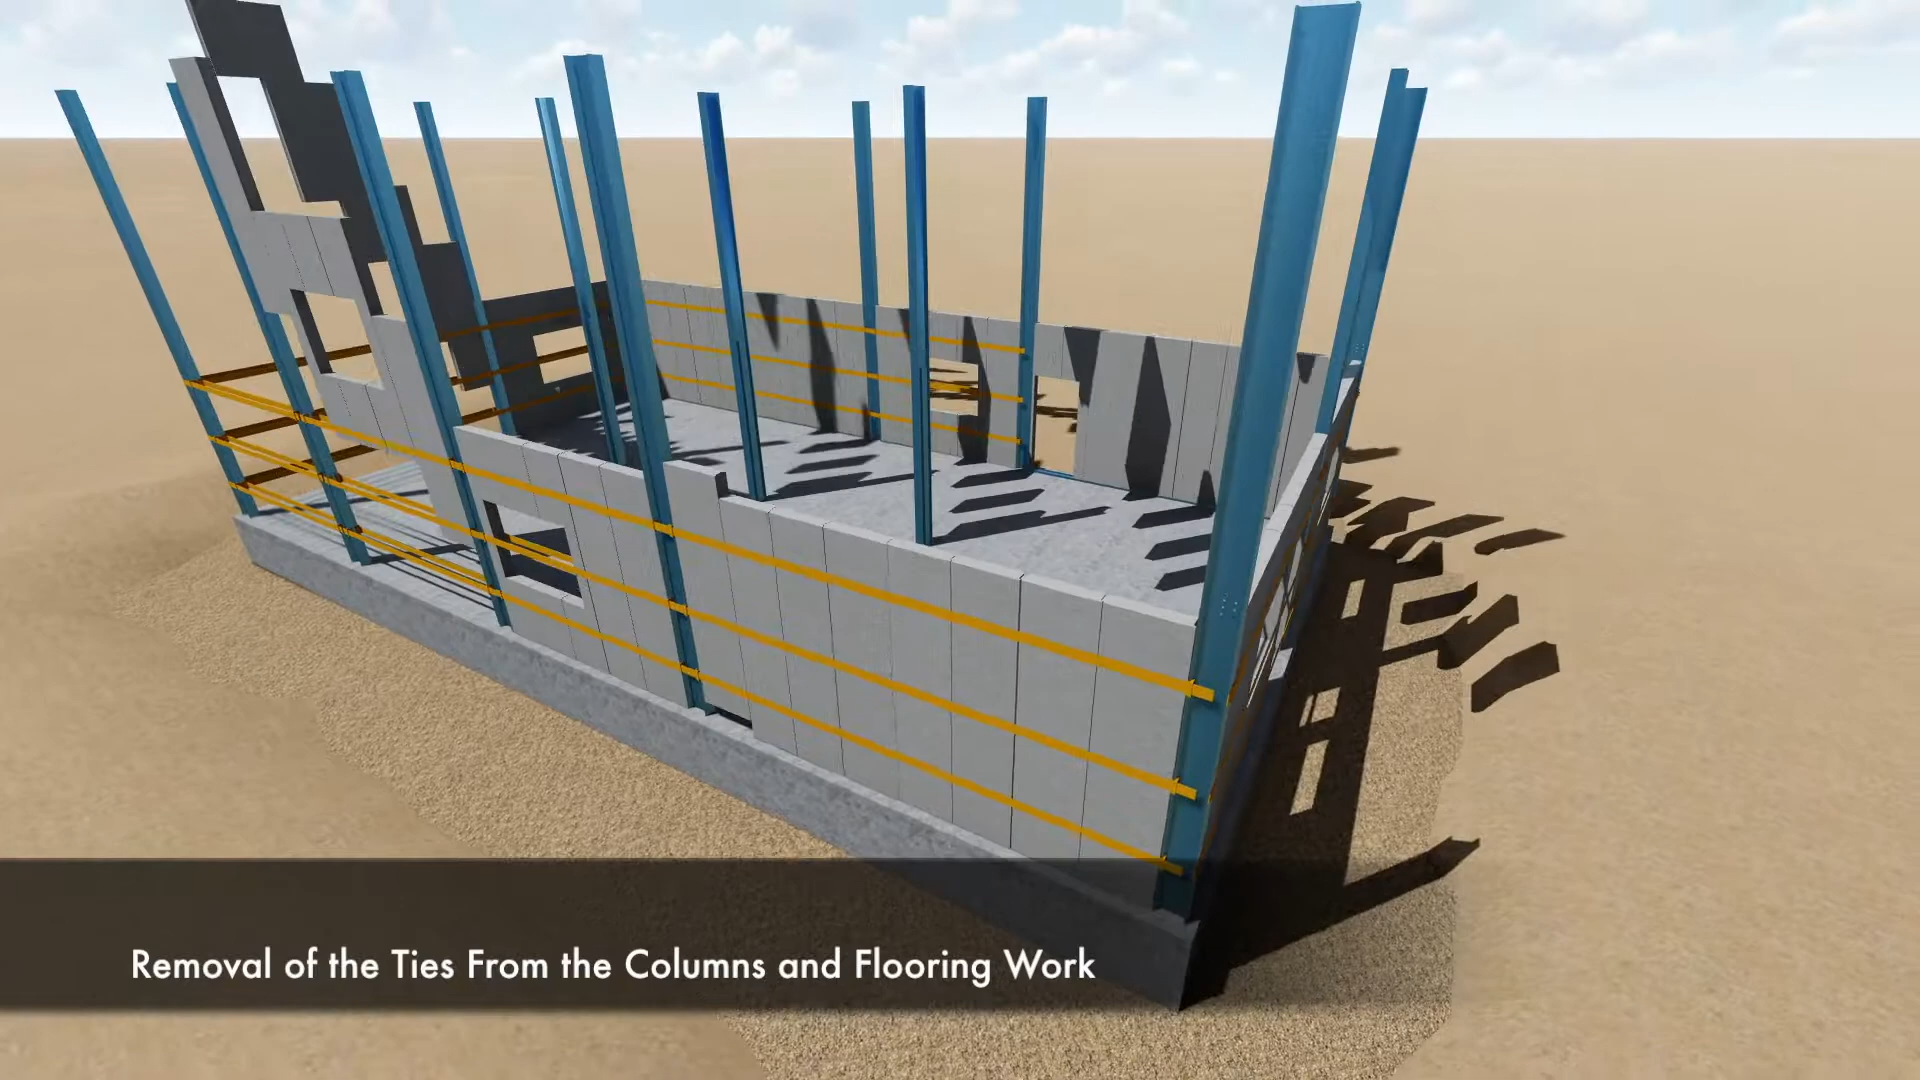 Removal of the Ties From the Columns and Flooring Work